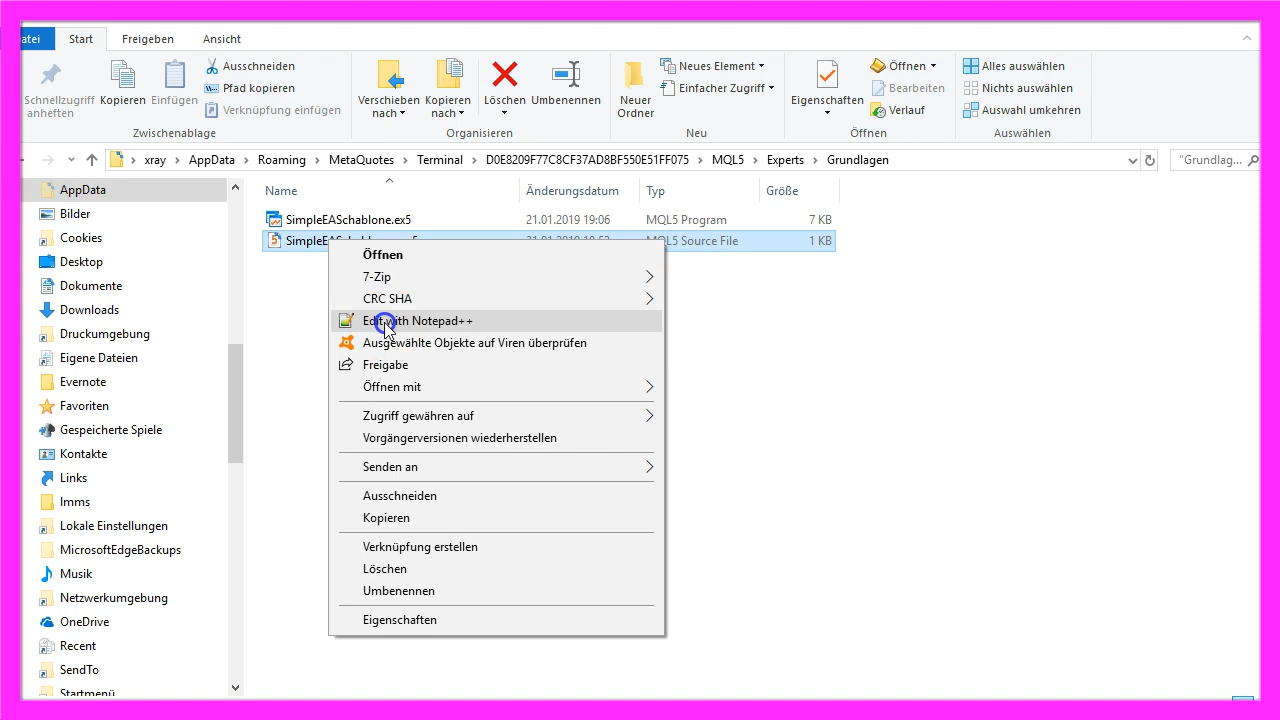 atei Start Freigeben Ansicht
Schnellzugriff anheften
Kopieren
Einfügen
Ausschneiden
Pfad kopieren
Verknüpfung einfügen
Zwischenablage
Verschieben nach
Kopieren nach
Löschen
Umbenennen
Organisieren
Neuer Ordner
Neues Element
Einfacher Zugriff
Neu
Eigenschaften
Öffnen
Bearbeiten
Verlauf
Öffnen
Alles auswählen
Nichts auswählen
Auswahl umkehren
Auswählen
xray AppData Roaming MetaQuotes Terminal D0E8209F77C8CF37AD8BF550E51FF075 MQL5 Experts Grundlagen
"Grundlag...
AppData
Bilder
Cookies
Desktop
Dokumente
Downloads
Druckumgebung
Eigene Dateien
Evernote
Favoriten
Gespeicherte Spiele
Kontakte
Links
Imms
Lokale Einstellungen
MicrosoftEdgeBackups
Musik
Netzwerkumgebung
OneDrive
Recent
SendTo
Startmenü
Name Änderungsdatum Typ Größe
SimpleEASchablone.ex5 21.01.2019 19:06 MQL5 Program 7 KB
MQL5 Source File 1 KB
Öffnen
7-Zip
CRC SHA
Edit with Notepad++
Ausgewählte Objekte auf Viren überprüfen
Freigabe
Öffnen mit
Zugriff gewähren auf
Vorgängerversionen wiederherstellen
Senden an
Ausschneiden
Kopieren
Verknüpfung erstellen
Löschen
Umbenennen
Eigenschaften